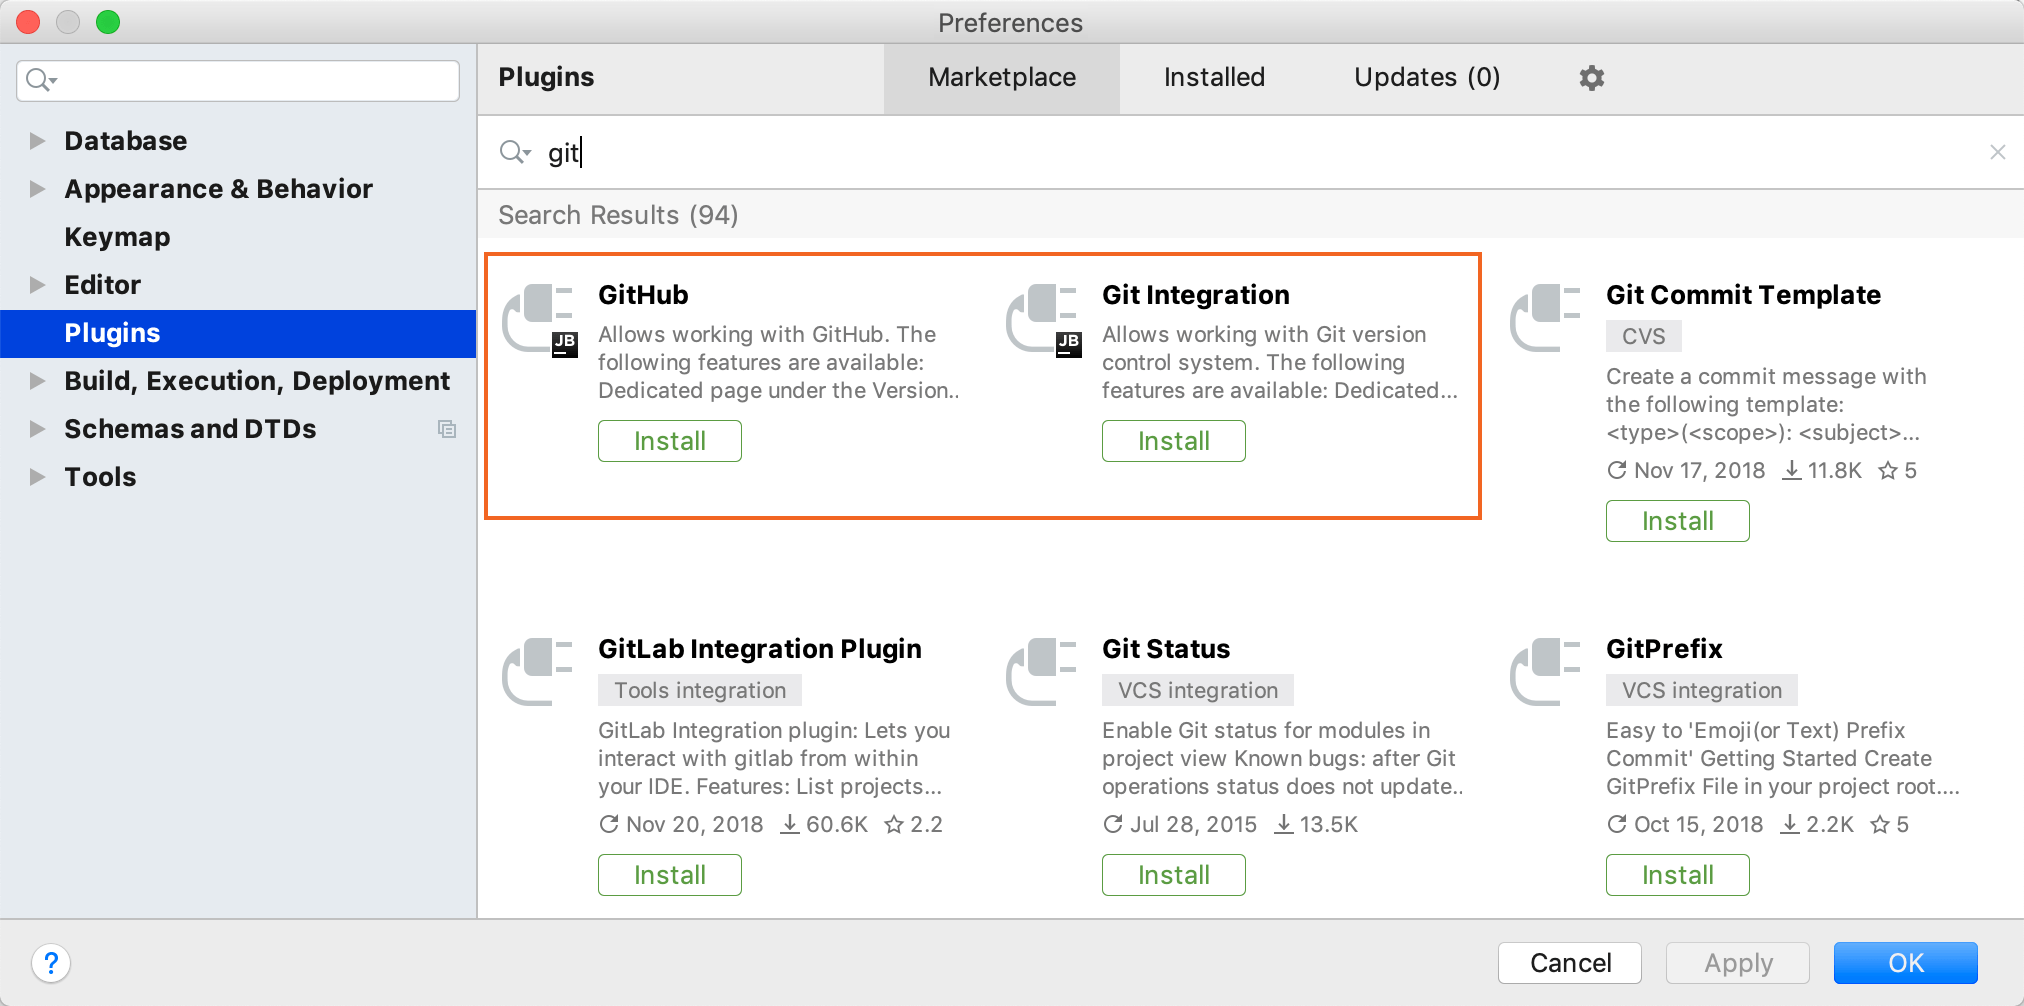 Preferences
Plugins
Marketplace
Installed
Updates (0)
Database
Appearance & Behavior
Keymap
Editor
Plugins
Build, Execution, Deployment
Schemas and DTDs
Tools
git
Search Results (94)
GitHub
Allows working with GitHub. The
following features are available:
Dedicated page under the Version..
JB
Install
Git Integration
Allows working with Git version
control system. The following
features are available: Dedicated...
JB
Install
Git Commit Template
CVS
Create a commit message with
the following template:
<type>(<scope>): <subject>...
Nov 17, 2018 11.8K 5
Install
GitLab Integration Plugin
Tools integration
GitLab Integration plugin: Lets you
interact with gitlab from within
your IDE. Features: List projects...
Nov 20, 2018 60.6K 2.2
Install
Git Status
VCS integration
Enable Git status for modules in
project view Known bugs: after Git
operations status does not update..
Jul 28, 2015 13.5K
Install
GitPrefix
VCS integration
Easy to 'Emoji(or Text) Prefix
Commit' Getting Started Create
GitPrefix File in your project root....
Oct 15, 2018 2.2K 5
Install
?
Cancel
Apply
OK